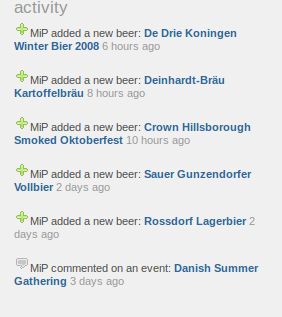 activity
MiP added a new beer: De Drie Koningen
Winter Bier 2008 6 hours ago
MiP added a new beer: Deinhardt-Bräu
Kartoffelbräu 8 hours ago
MiP added a new beer: Crown Hillsborough
Smoked Oktoberfest 10 hours ago
MiP added a new beer: Sauer Gunzendorfer
Vollbier 2 days ago
MiP added a new beer: Rossdorf Lagerbier 2
days ago
MiP commented on an event: Danish Summer
Gathering 3 days ago